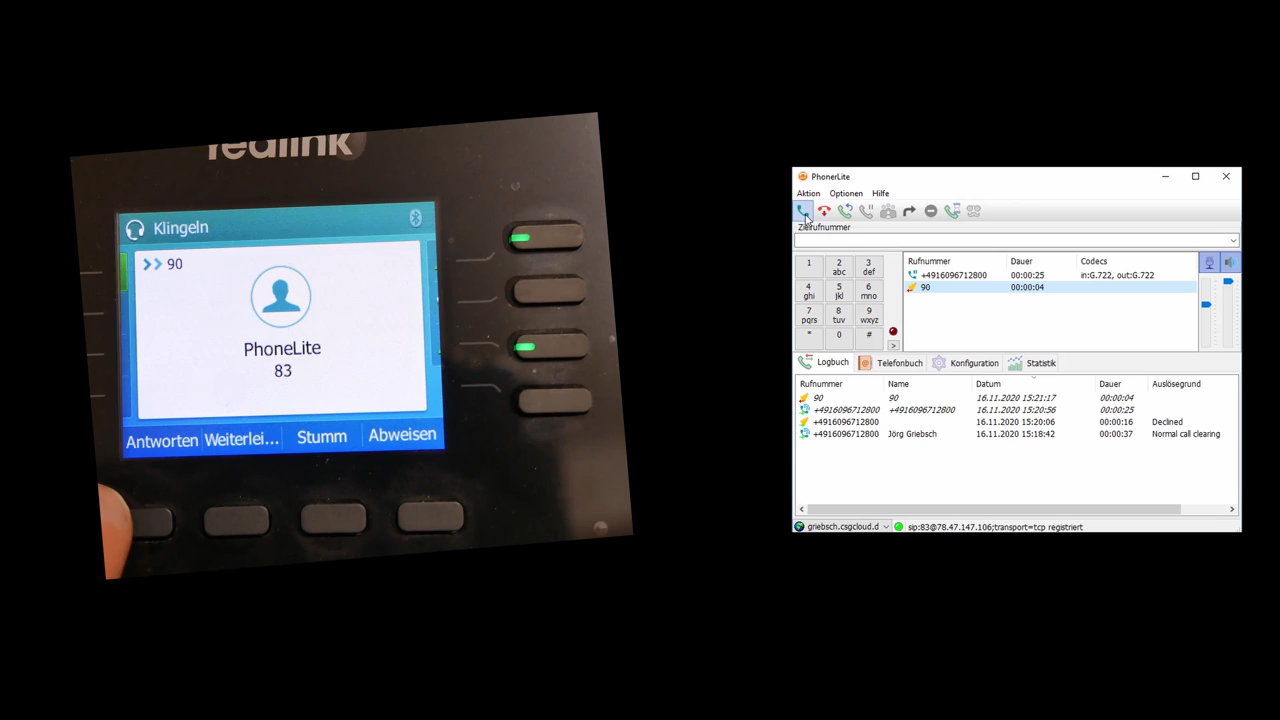 Yealink
Klingeln
>> 90
PhoneLite
83
Antworten Weiterlei... Stumm Abweisen
PhonerLite
Aktion Optionen Hilfe
Zielrufnummer
1 2 abc 3 def
4 ghi 5 jkl 6 mno
7 pqrs 8 tuv 9 wxyz
* 0 #
>
Rufnummer Dauer Codecs
+4916096712800 00:00:25 in:G.722, out:G.722
90 00:00:04
Logbuch Telefonbuch Konfiguration Statistik
Rufnummer Name Datum Dauer Auslösegrund
90 90 16.11.2020 15:21:17 00:00:04
+4916096712800 +4916096712800 16.11.2020 15:20:56 00:00:25
+4916096712800 16.11.2020 15:20:06 00:00:16 Declined
+4916096712800 Jörg Griebsch 16.11.2020 15:18:42 00:00:37 Normal call clearing
griebsch.csgcloud.d sip:83@78.47.147.106;transport=tcp registriert